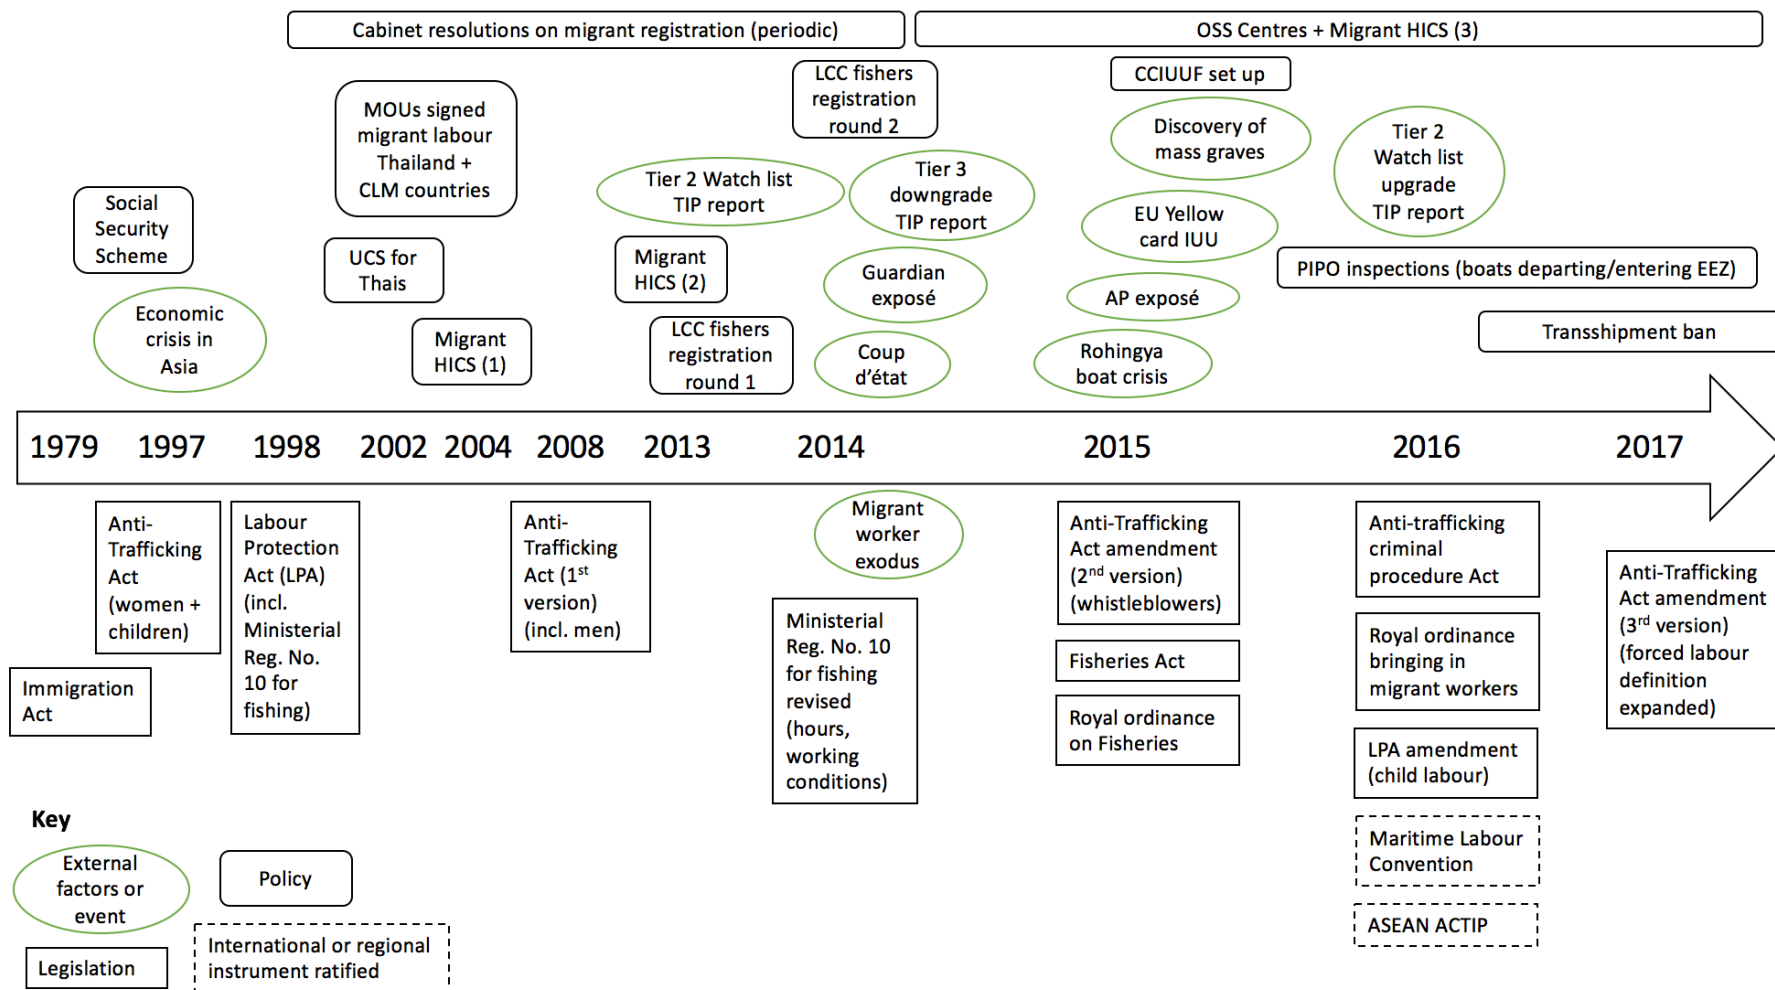 Cabinet resolutions on migrant registration (periodic)
OSS Centres + Migrant HICS (3)
LCC fishers
registration
round 2
CCIUUF set up
MOUs signed
migrant labour
Thailand +
CLM countries
Discovery of
mass graves
Tier 2
Watch list
upgrade
TIP report
Tier 2 Watch list
TIP report
Tier 3
downgrade
TIP report
Social
Security
Scheme
EU Yellow
card IUU
UCS for
Thais
Migrant
HICS (2)
Guardian
exposé
PIPO inspections (boats departing/entering EEZ)
AP exposé
Economic
crisis in
Asia
Migrant
HICS (1)
LCC fishers
registration
round 1
Coup
d’état
Rohingya
boat crisis
Transshipment ban
1979 1997 1998 2002 2004 2008 2013 2014 2015 2016 2017
Anti-
Trafficking
Act
(women +
children)
Labour
Protection
Act (LPA)
(incl.
Ministerial
Reg. No.
10 for
fishing)
Anti-
Trafficking
Act (1st
version)
(incl. men)
Migrant
worker
exodus
Anti-Trafficking
Act amendment
(2nd version)
(whistleblowers)
Anti-trafficking
criminal
procedure Act
Anti-Trafficking
Act amendment
(3rd version)
(forced labour
definition
expanded)
Immigration
Act
Ministerial
Reg. No. 10
for fishing
revised
(hours,
working
conditions)
Fisheries Act
Royal ordinance
on Fisheries
Royal ordinance
bringing in
migrant workers
LPA amendment
(child labour)
Maritime Labour
Convention
ASEAN ACTIP
Key
External
factors or
event
Policy
Legislation
International or regional
instrument ratified